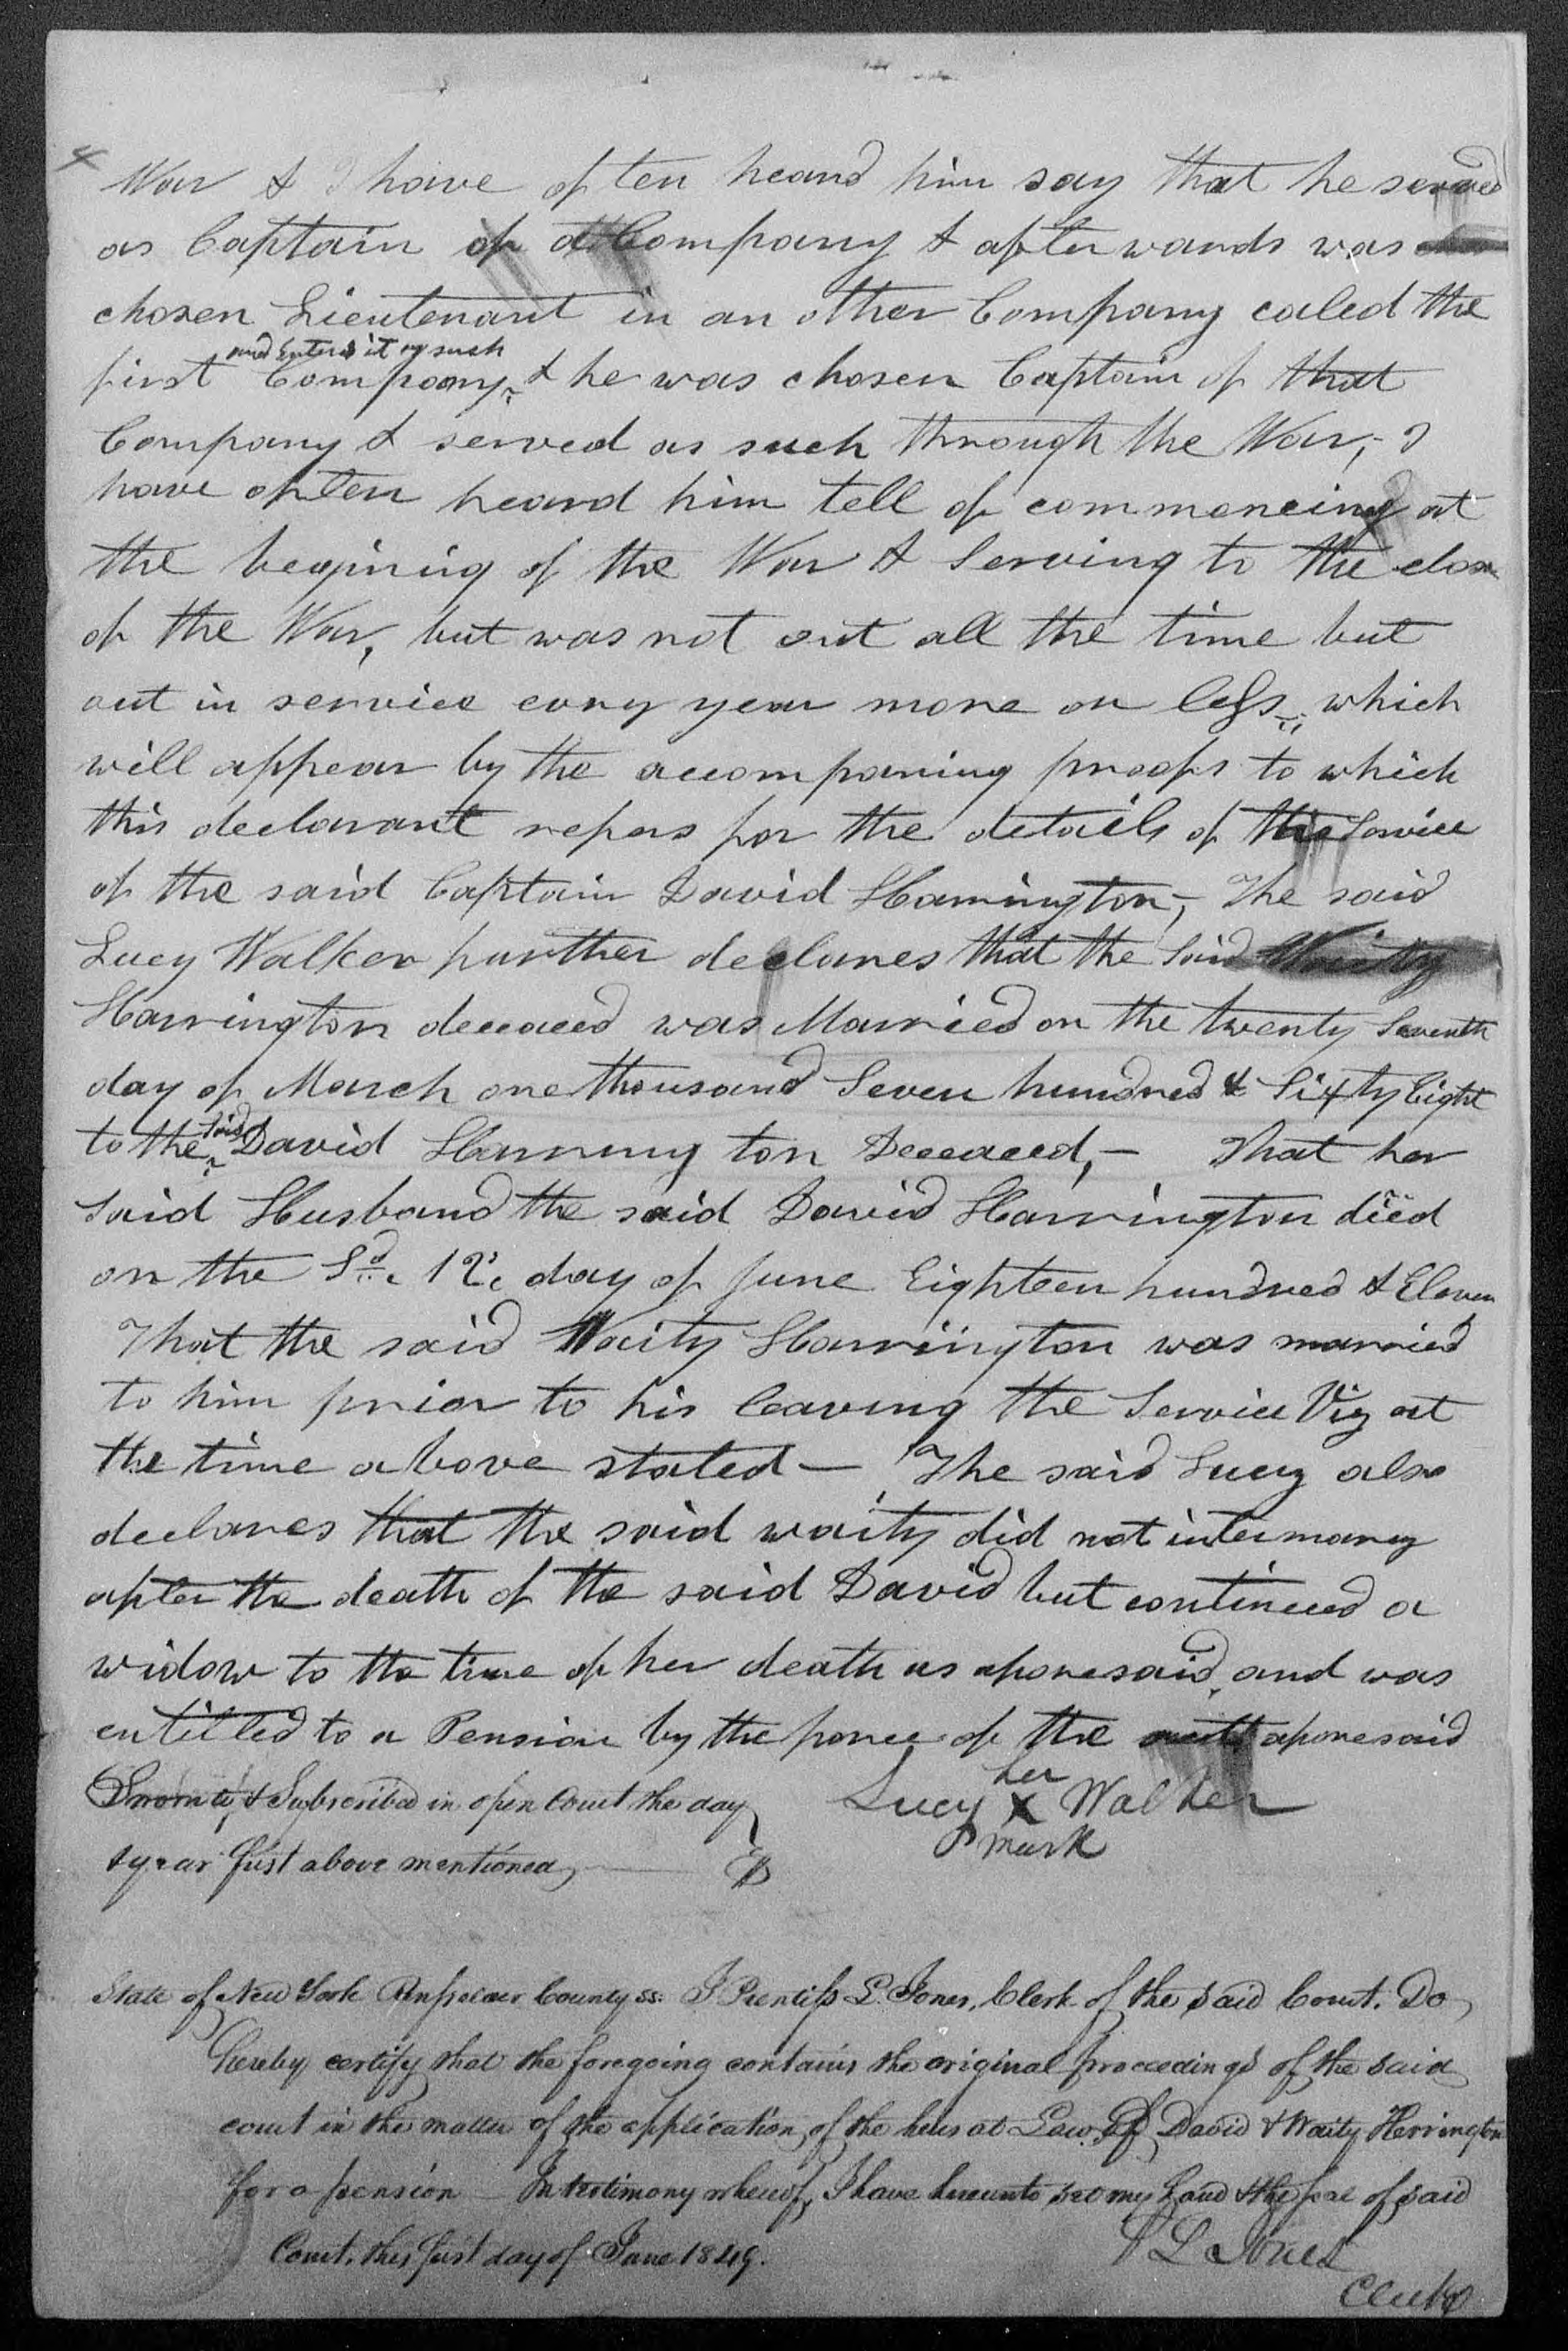 4
War & I have often heard him say that he served
as Captain of a Company & afterwards was
chosen Lieutenant in an other Company caled the
and entered it as such
first Company & he was chosen Captain of that
Company & served as such through the War, - I
have often heard him tell of commencing at
the begining of the War & serving to the close
of the War, but was not out all the time but
out in service evry year more or less, which
will appear by the accompaning proofs to which
this declarant refers for the details of the Service
of the said Captain David Harrington, - The said
Lucy Walker further declares that the said Waity
Harrington deceaced was Married on the twenty Seventh
day of March one thousand Seven hundred & Sixty Eight
said
to the David Harrington Deceaced, - That her
said Husband the said David Harrington died
on the 12 day of June Eighteen hundred & Eleven
That the said Waity Harrington was married
to him prior to his leaving the Service Viz at
the time above stated — The said Lucy also
declares that the said waity did not intermarry
after the death of the said David but continued a
widow to the time of her death as aforesaid, and was
entitled to a Pension by the force of the aforesaid
Sworn to, & Subscribed in open Court the day
her
Lucy X Walker
mark
& year first above mentioned
State of New York Rensselaer County ss. I Prentiss L. Jones, Clerk of the said Court. Do
hereby certify that the foregoing contains the original proceedings of the said
court in the matter of the application of the heirs at Law of David & Waity Herrington
for a pension In testimony whereof, I have hereunto set my hand & the seal of said
Court, this first day of June 1849.
P L Jones
Clerk